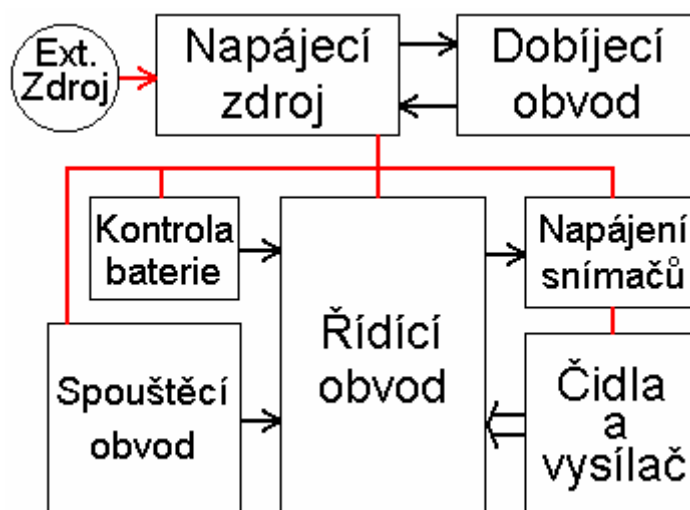 Ext.
Zdroj
Napájecí
zdroj
Dobíjecí
obvod
Kontrola
baterie
Řídící
obvod
Napájení
snímačů
Spouštěcí
obvod
Čidla
a
vysílač